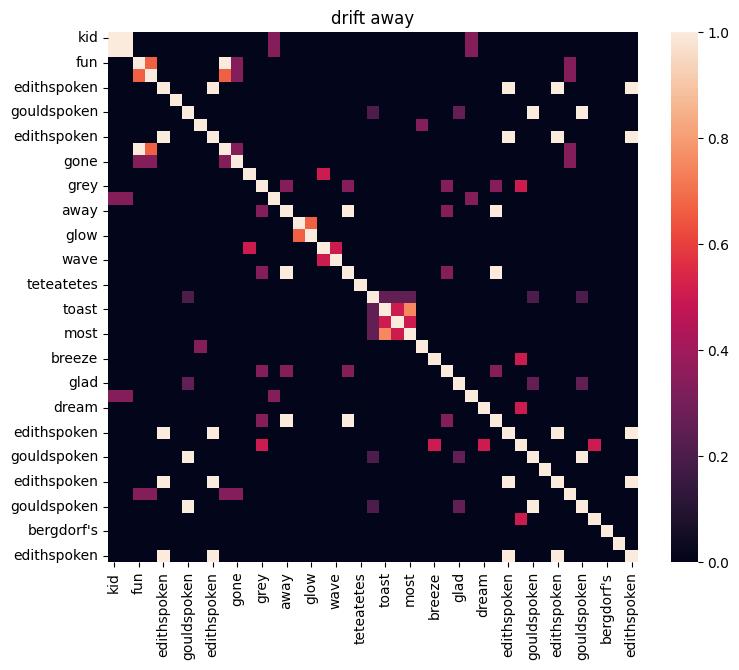 drift away
kid
fun
edithspoken
gouldspoken
edithspoken
gone
grey
away
glow
wave
teteatetes
toast
most
breeze
glad
dream
edithspoken
gouldspoken
edithspoken
gouldspoken
bergdorf's
edithspoken
1.0
0.8
0.6
0.4
0.2
0.0
kid
fun
edithspoken
gouldspoken
edithspoken
gone
grey
away
glow
wave
teteatetes
toast
most
breeze
glad
dream
edithspoken
gouldspoken
edithspoken
gouldspoken
bergdorf's
edithspoken